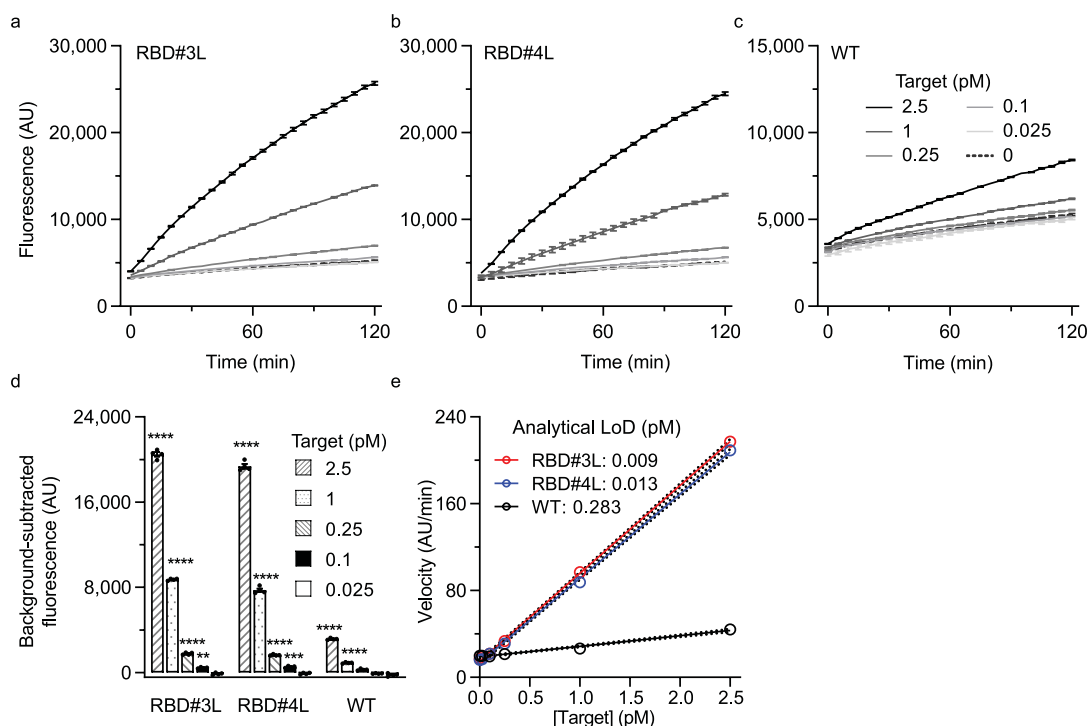 a
b
c
30,000
20,000
10,000
0
Fluorescence (AU)
RBD#3L
0
60
120
Time (min)
30,000
20,000
10,000
0
RBD#4L
0
60
120
Time (min)
15,000
10,000
5,000
0
WT
Target (pM)
2.5
1
0.25
0.1
0.025
0
0
60
120
Time (min)
d
24,000
16,000
8,000
0
Background-subtracted
fluorescence (AU)
****
****
****
**
****
****
****
***
****
****
****
Target (pM)
2.5
1
0.25
0.1
0.025
RBD#3L
RBD#4L
WT
e
240
160
80
40
0
Velocity (AU/min)
Analytical LoD (pM)
RBD#3L: 0.009
RBD#4L: 0.013
WT: 0.283
0.0
0.5
1.0
1.5
2.0
2.5
[Target] (pM)